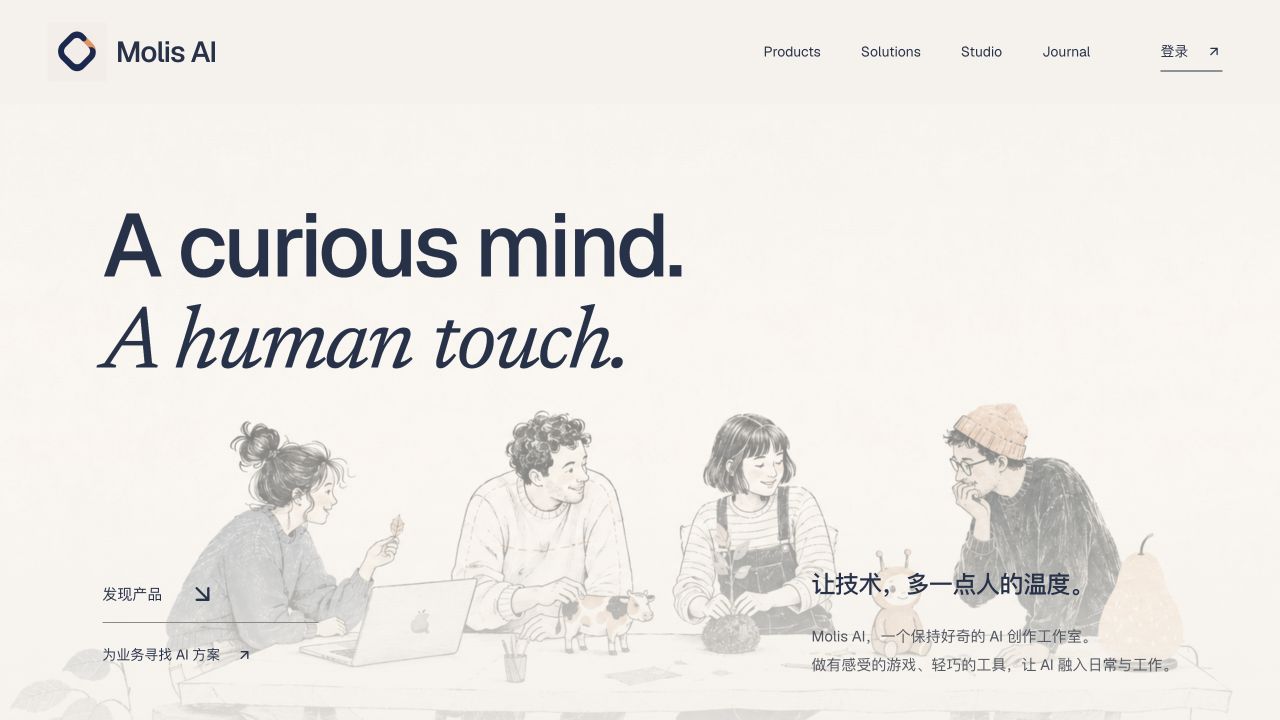 Molis AI
Products
Solutions
Studio
Journal
登录
A curious mind.
A human touch.
发现产品
为业务寻找 AI 方案
让技术，多一点人的温度。
Molis AI，一个保持好奇的 AI 创作工作室。
做有感受的游戏、轻巧的工具，让 AI 融入日常与工作。